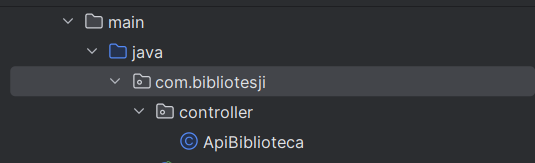 main
java
com.bibliotesji
controller
ApiBiblioteca